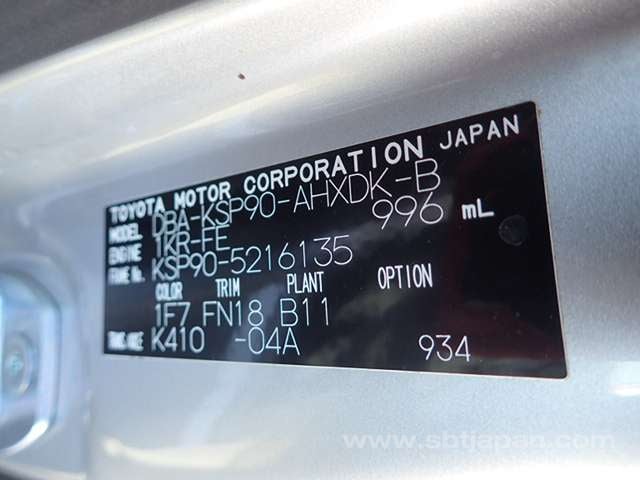 TOYOTA MOTOR CORPORATION JAPAN
MODEL DBA-KSP90-AHXDK-B
ENGINE 1KR-FE 996 mL
FRAME No. KSP90-5216135
COLOR TRIM PLANT OPTION
1F7 FN18 B11
TRANS/AXLE K410 -04A 934
www.sbtjapan.com